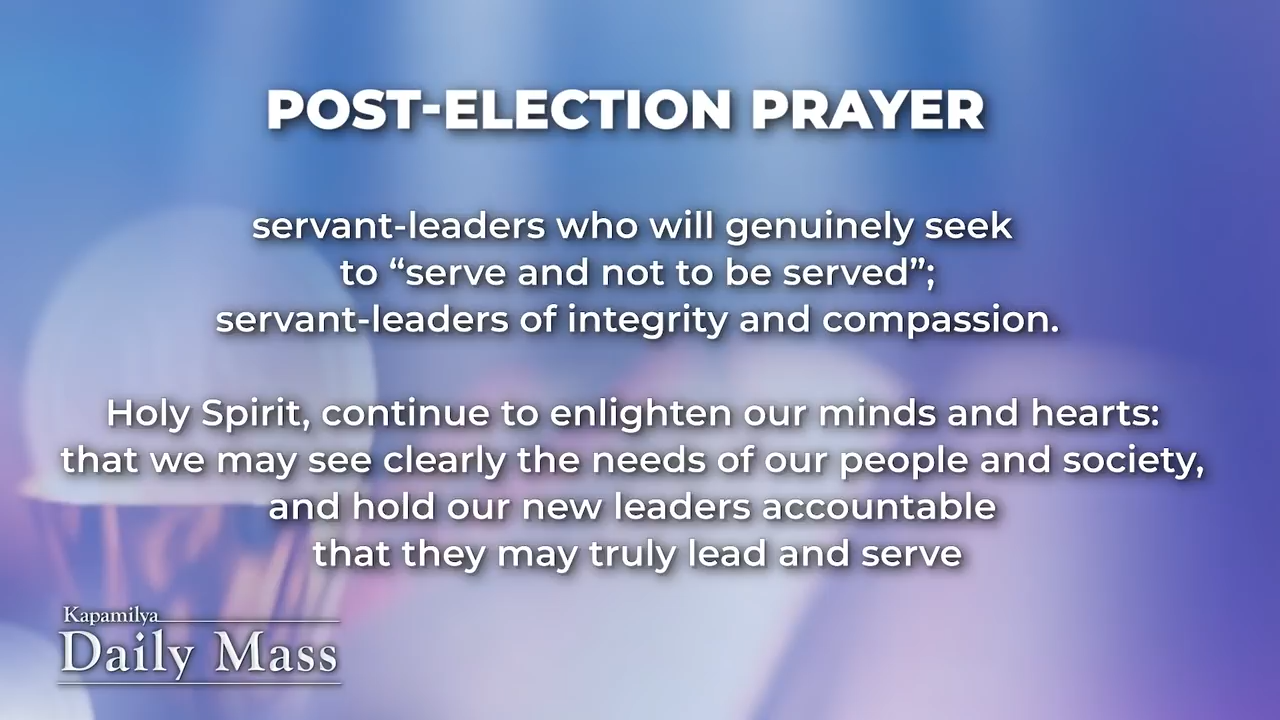 POST-ELECTION PRAYER
servant-leaders who will genuinely seek
to “serve and not to be served”;
servant-leaders of integrity and compassion.
Holy Spirit, continue to enlighten our minds and hearts:
that we may see clearly the needs of our people and society,
and hold our new leaders accountable
that they may truly lead and serve
Kapamilya
Daily Mass